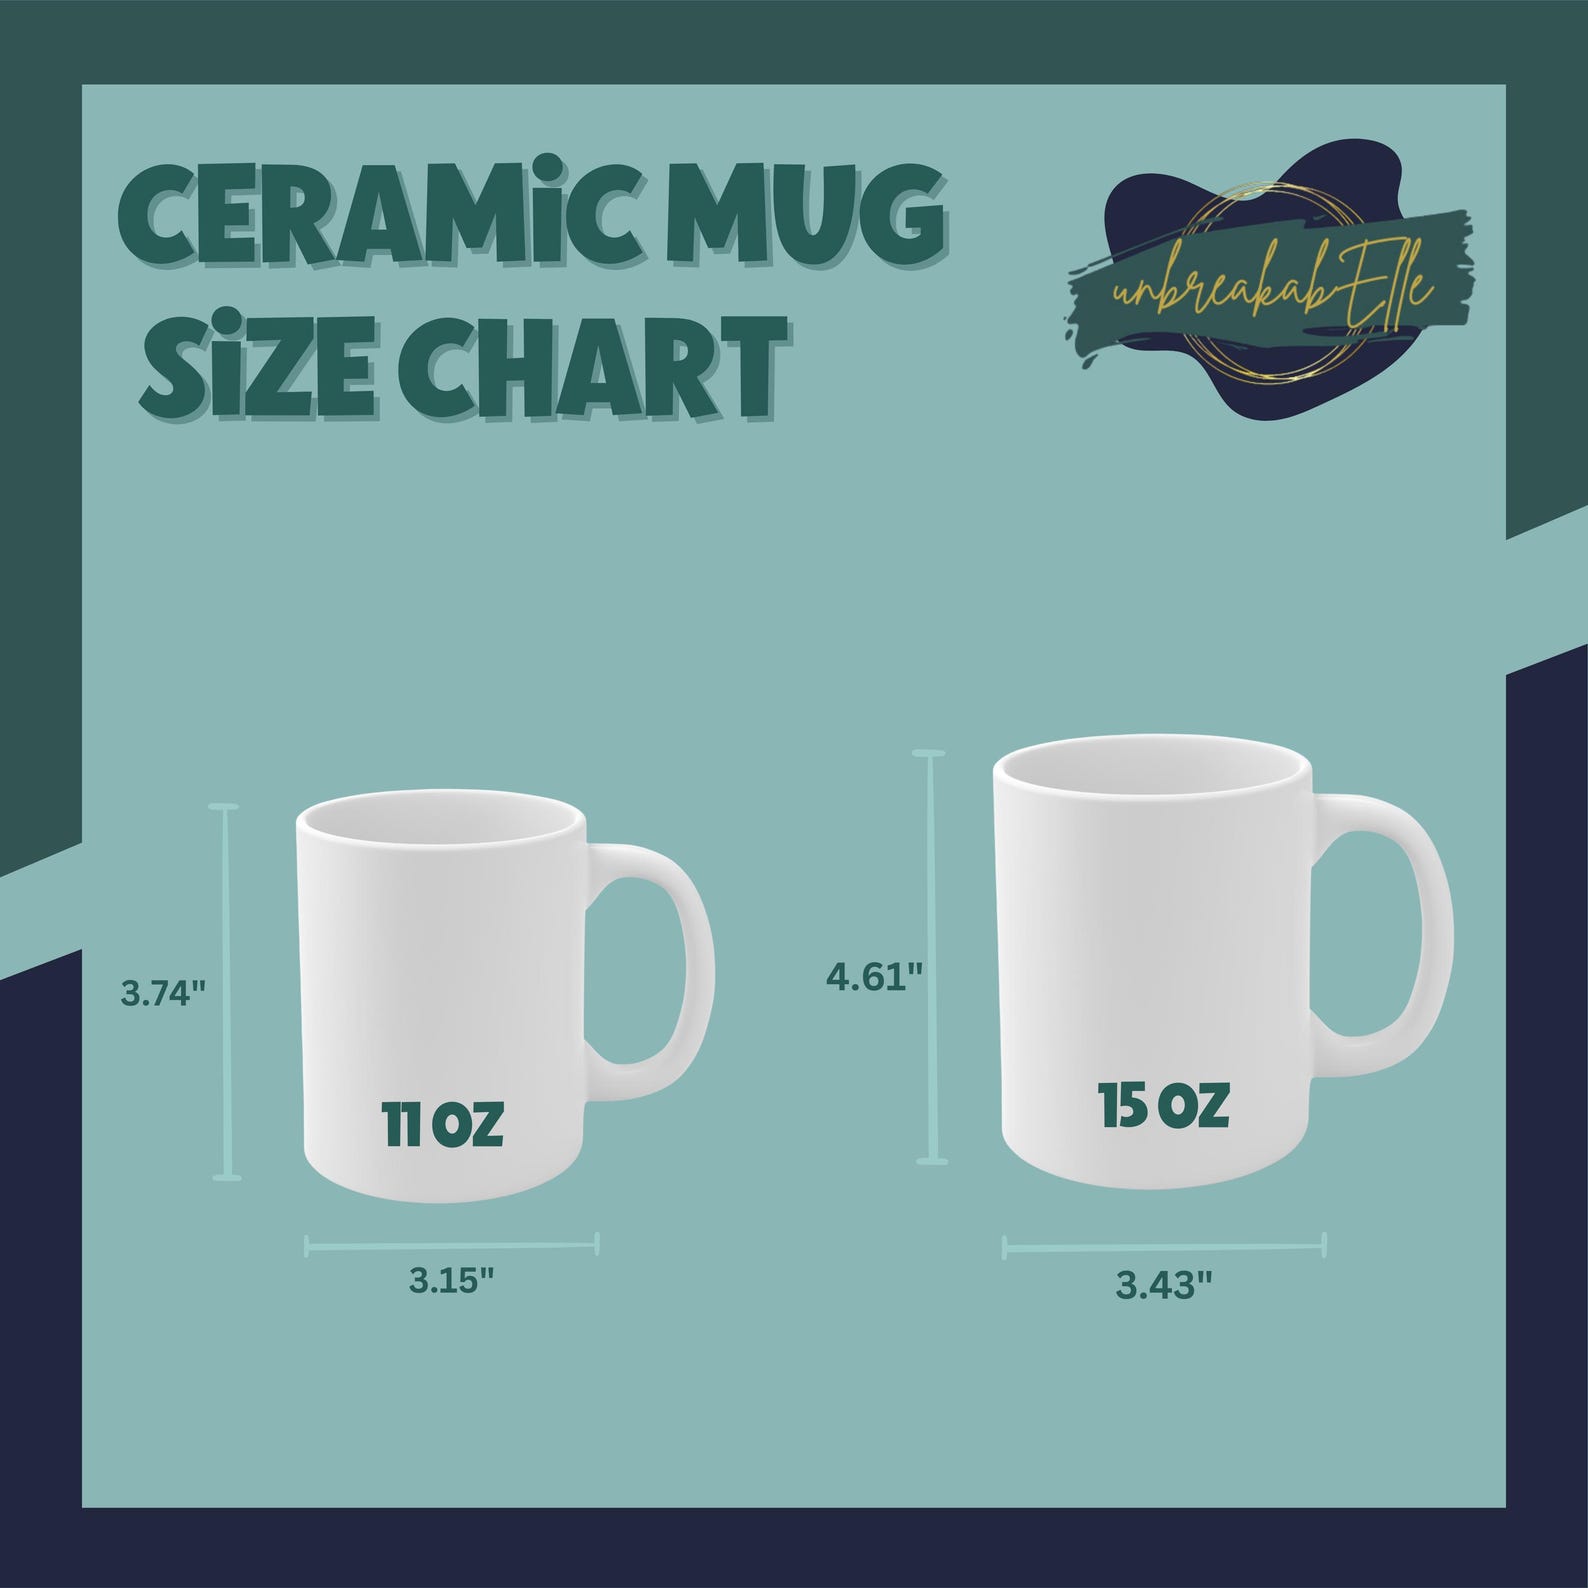 CERAMiC MUG
SiZE CHART
unbreakabElle
3.74"
11 OZ
3.15"
4.61"
15 OZ
3.43"